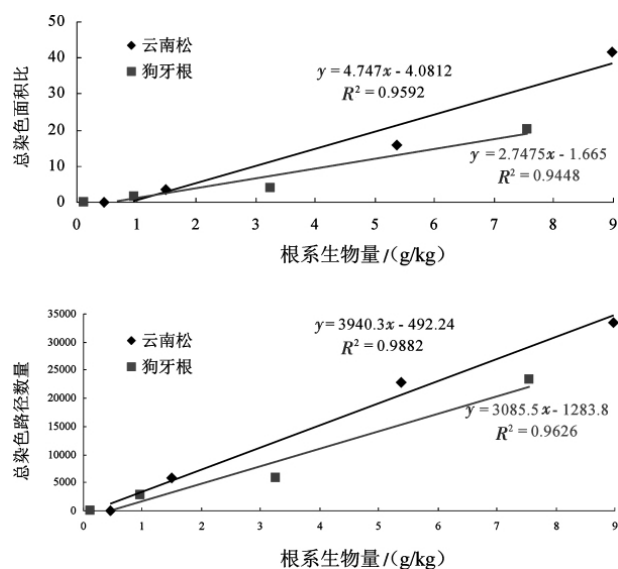 50
云南松
狗牙根
y = 4.747x - 4.0812
R² = 0.9592
40
30
20
10
0
总染色面积比
y = 2.7475x - 1.665
R² = 0.9448
0 1 2 3 4 5 6 7 8 9
根系生物量/(g/kg)
35000
30000
25000
20000
15000
10000
5000
0
总染色路径数量
云南松
狗牙根
y = 3940.3x - 492.24
R² = 0.9882
y = 3085.5x - 1283.8
R² = 0.9626
0 1 2 3 4 5 6 7 8 9
根系生物量/(g/kg)